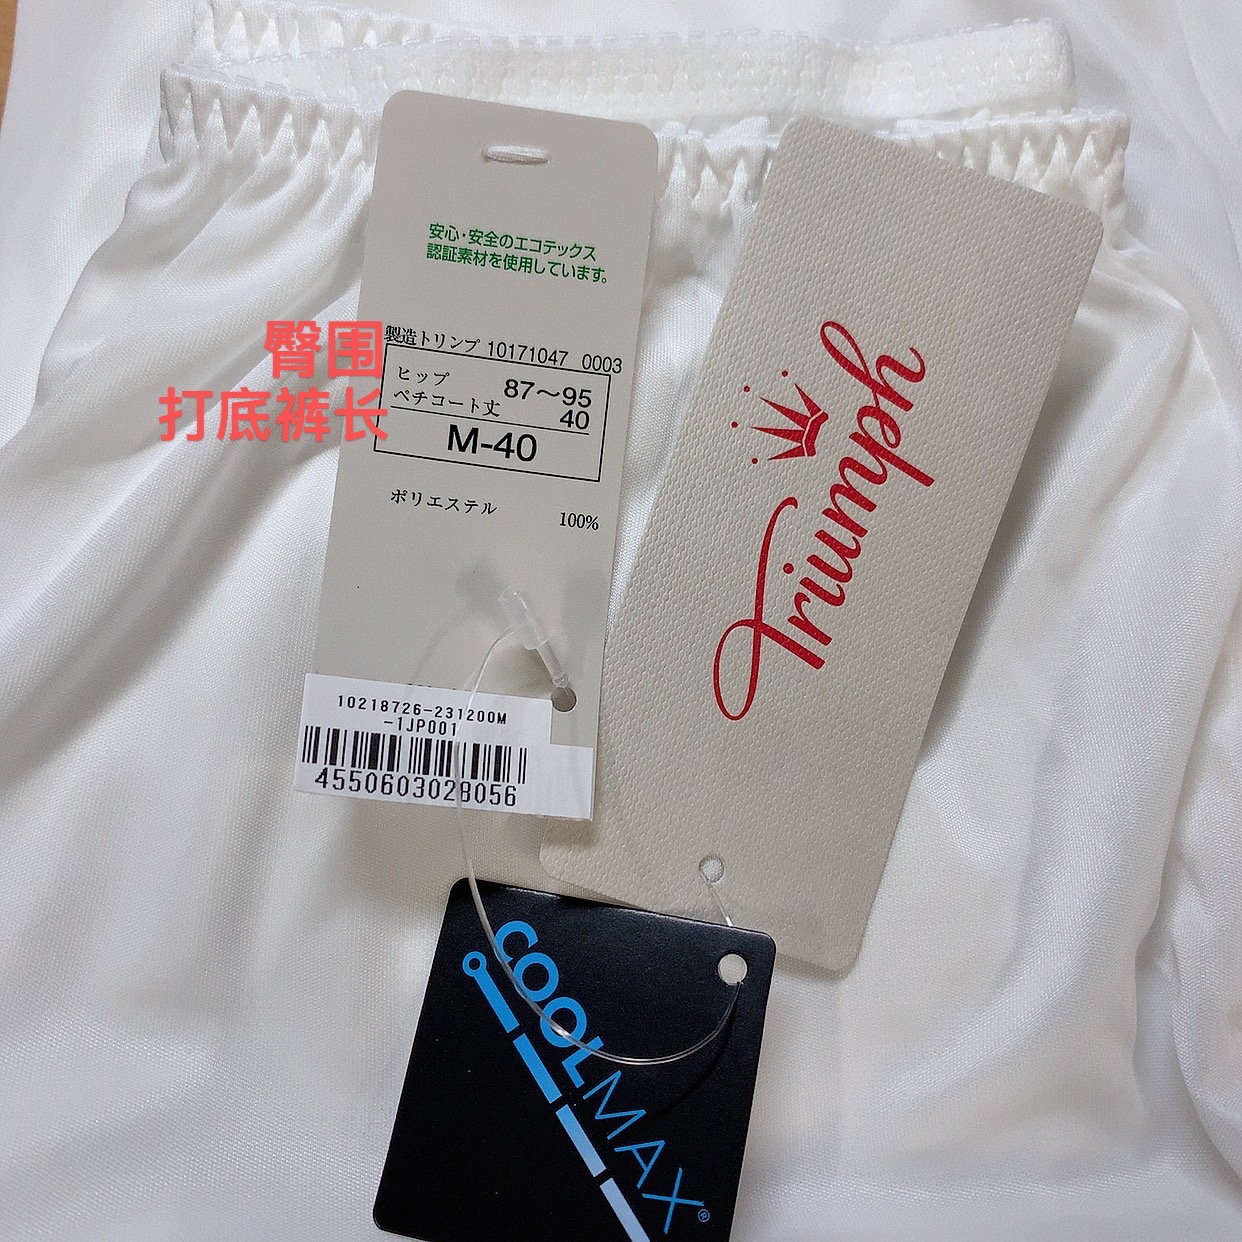 安心・安全のエコテックス
認証素材を使用しています。
臀围
打底裤长
製造トリンプ 10171047 0003
ヒップ 87〜95
ペチコート丈 40
M-40
ポリエステル 100%
10218726-231200M
-1JP001
4550603028056
Triumph
COOLMAX®